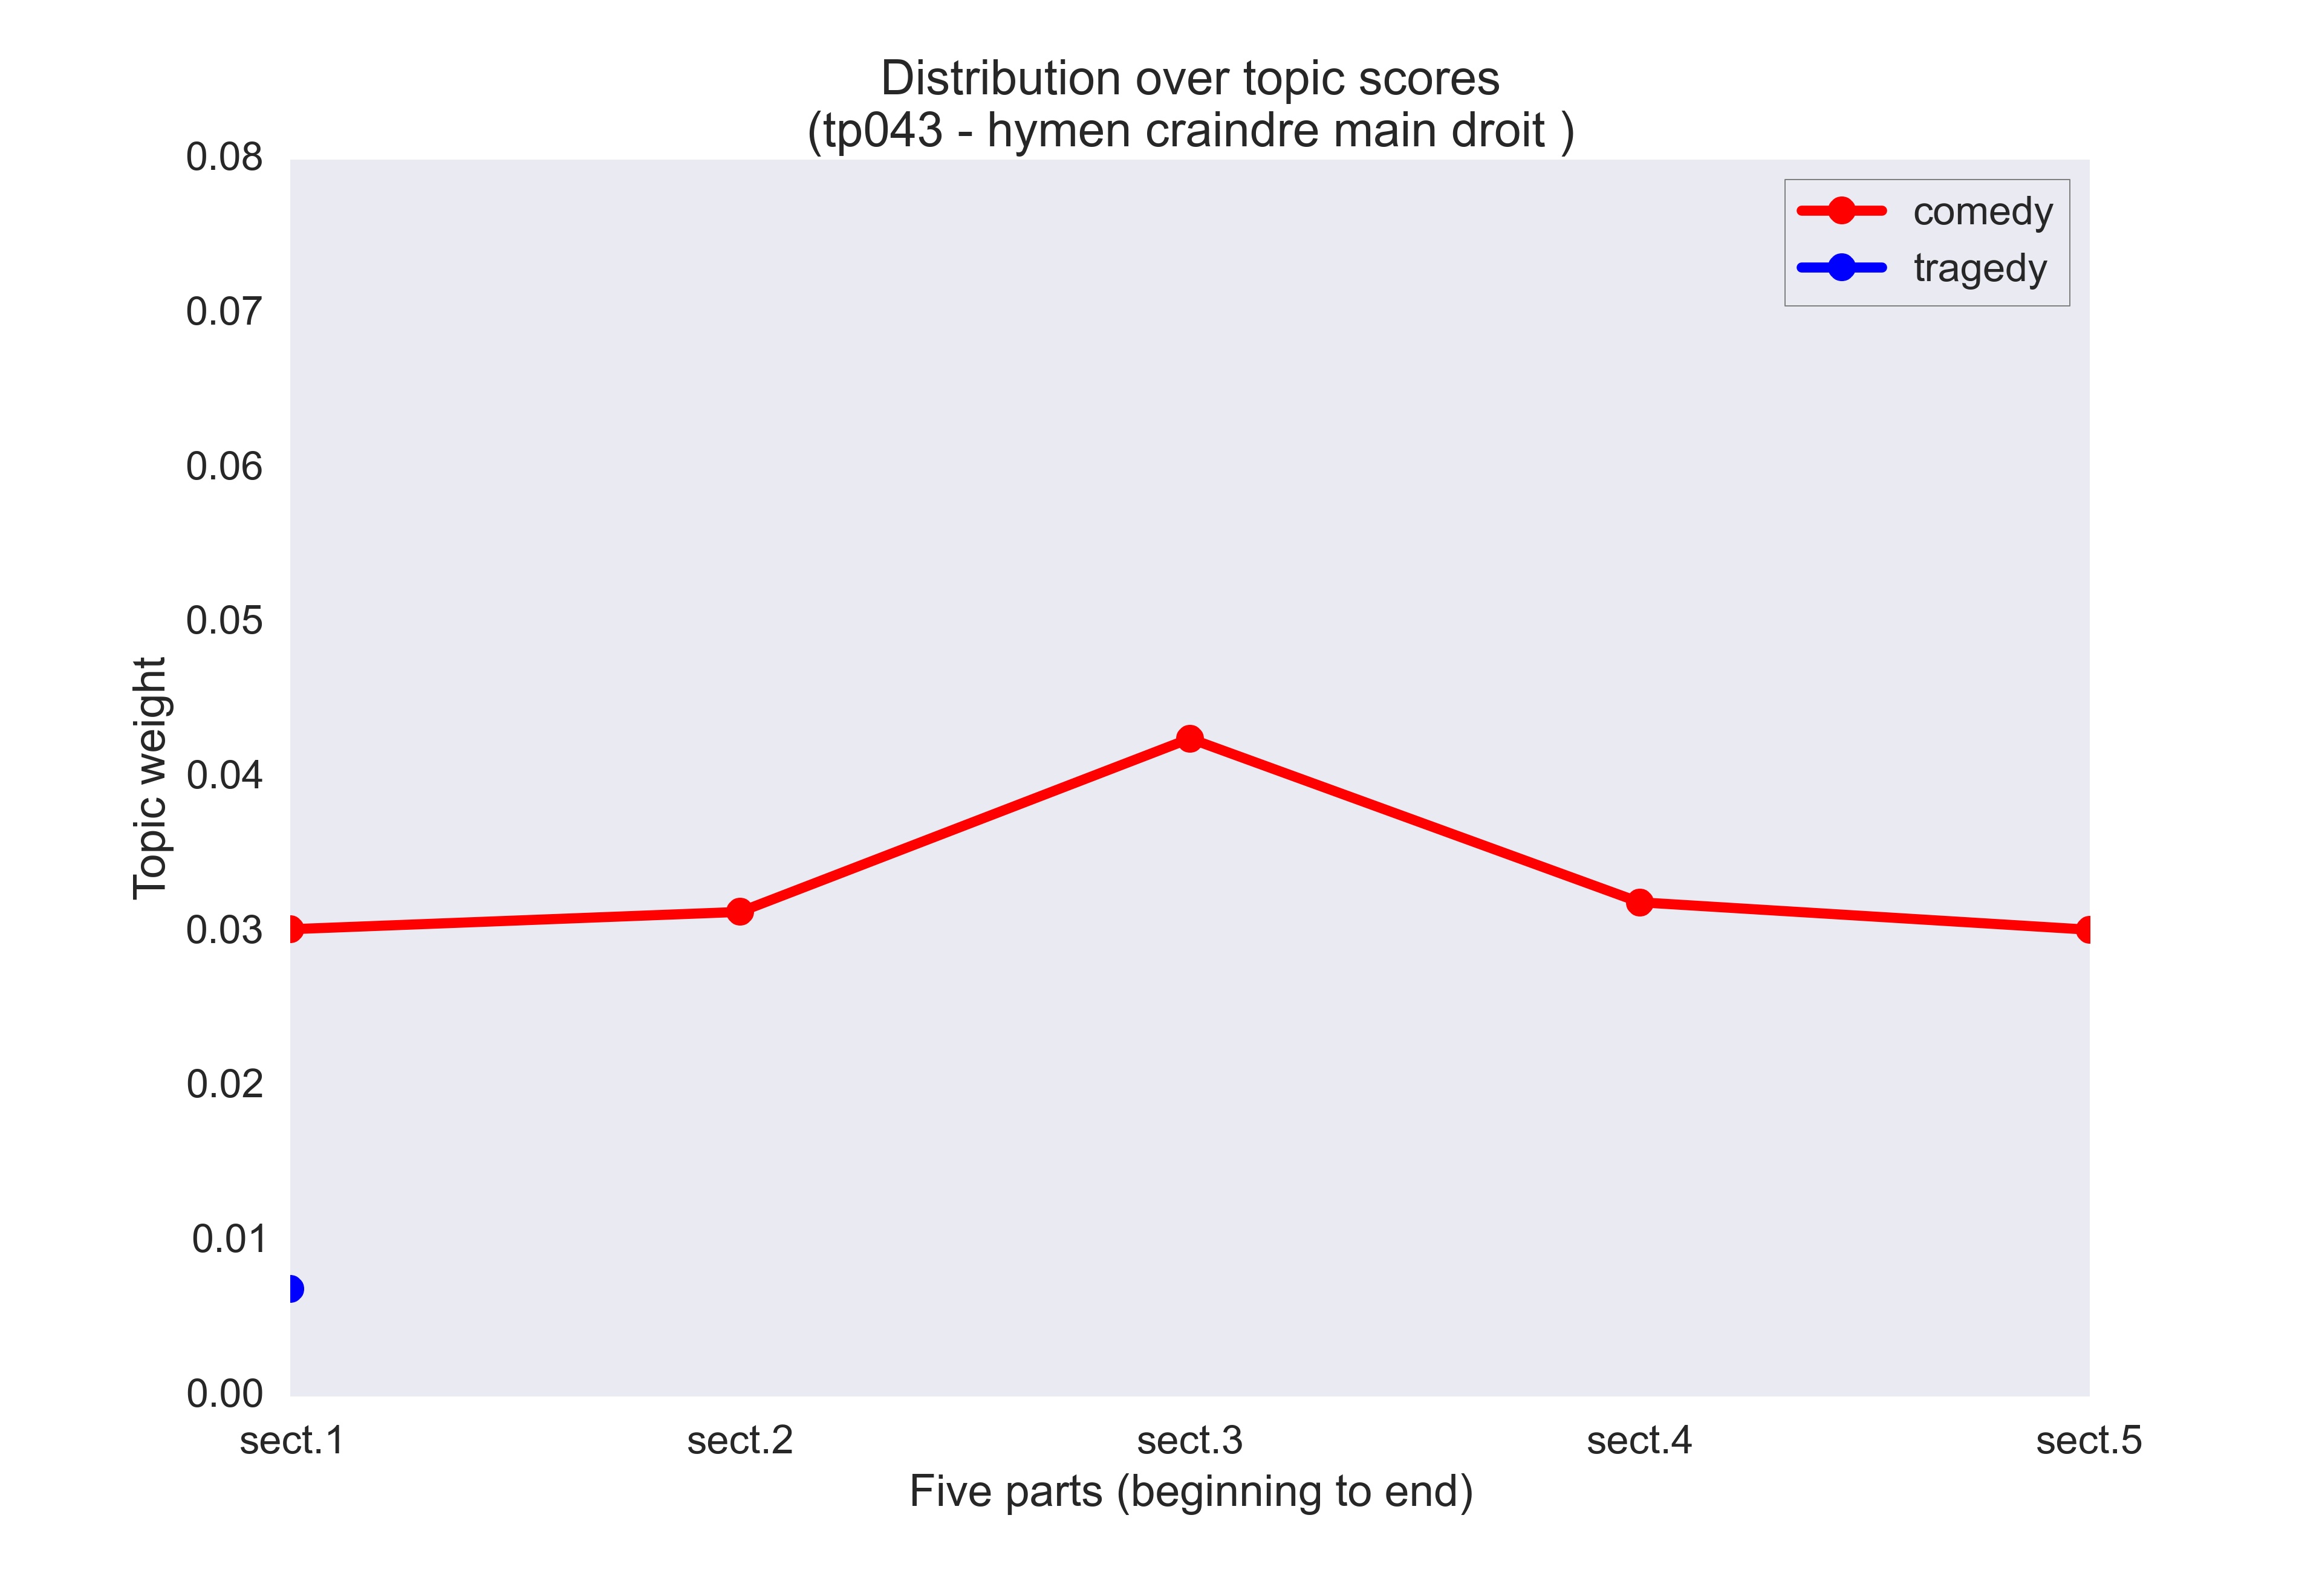 Distribution over topic scores
(tp043 - hymen craindre main droit )
0.08
0.07
0.06
0.05
0.04
0.03
0.02
0.01
0.00
Topic weight
comedy
tragedy
sect.1
sect.2
sect.3
sect.4
sect.5
Five parts (beginning to end)